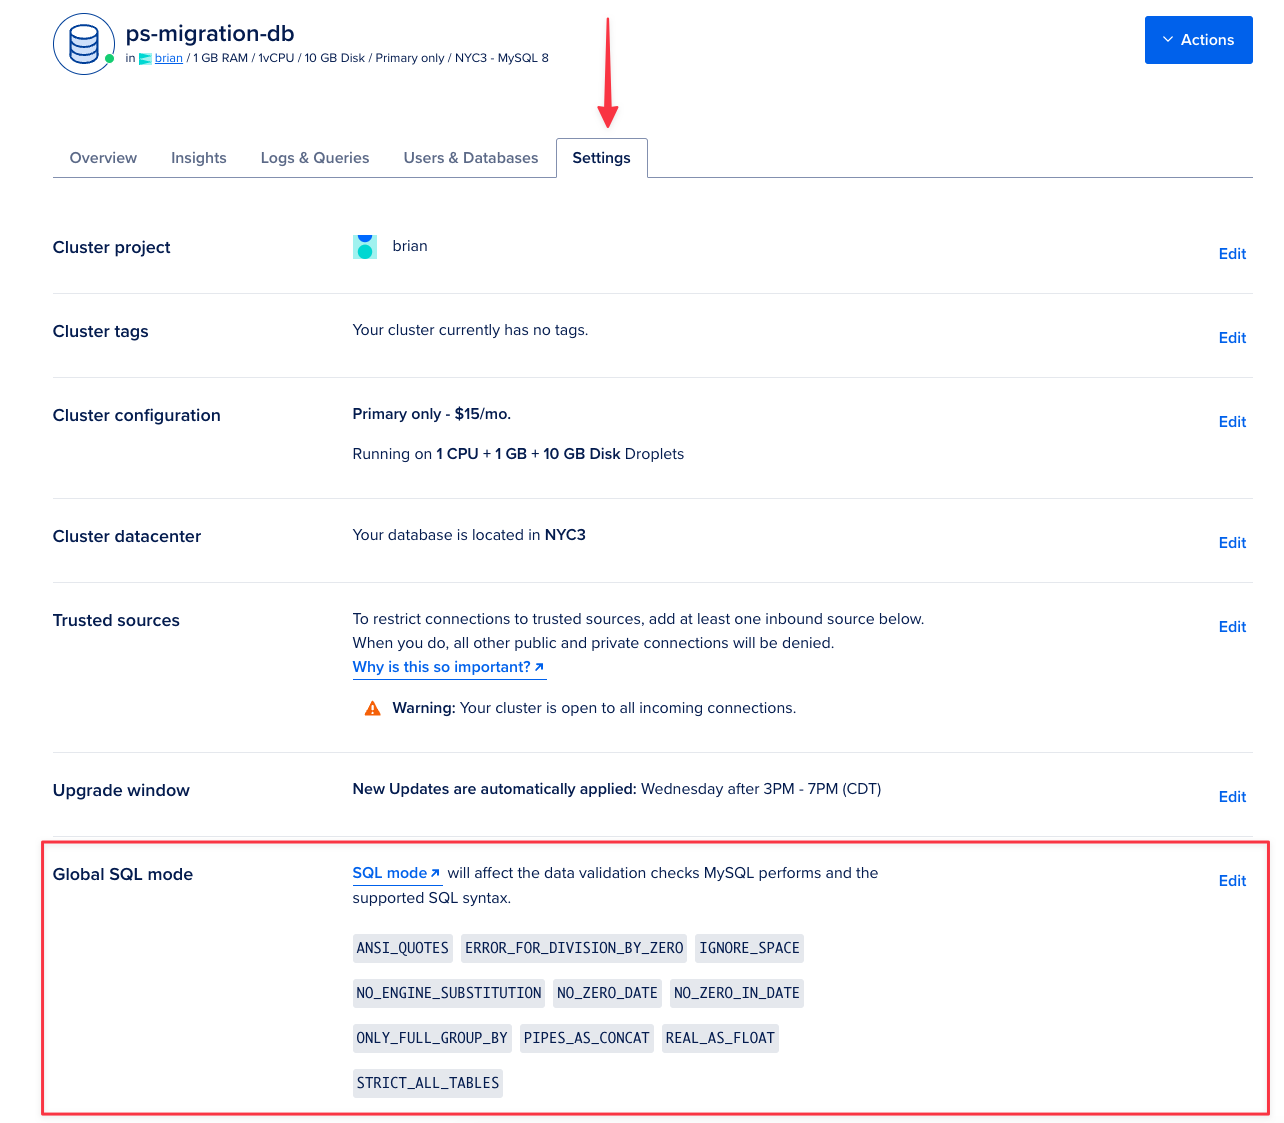 ps-migration-db
in brian / 1 GB RAM / 1vCPU / 10 GB Disk / Primary only / NYC3 - MySQL 8
Actions
Overview Insights Logs & Queries Users & Databases Settings
Cluster project
brian
Edit
Cluster tags
Your cluster currently has no tags.
Edit
Cluster configuration
Primary only - $15/mo.
Edit
Running on 1 CPU + 1 GB + 10 GB Disk Droplets
Cluster datacenter
Your database is located in NYC3
Edit
Trusted sources
To restrict connections to trusted sources, add at least one inbound source below.
Edit
When you do, all other public and private connections will be denied.
Why is this so important?
Warning: Your cluster is open to all incoming connections.
Upgrade window
New Updates are automatically applied: Wednesday after 3PM - 7PM (CDT)
Edit
Global SQL mode
SQL mode will affect the data validation checks MySQL performs and the
Edit
supported SQL syntax.
ANSI_QUOTES ERROR_FOR_DIVISION_BY_ZERO IGNORE_SPACE
NO_ENGINE_SUBSTITUTION NO_ZERO_DATE NO_ZERO_IN_DATE
ONLY_FULL_GROUP_BY PIPES_AS_CONCAT REAL_AS_FLOAT
STRICT_ALL_TABLES